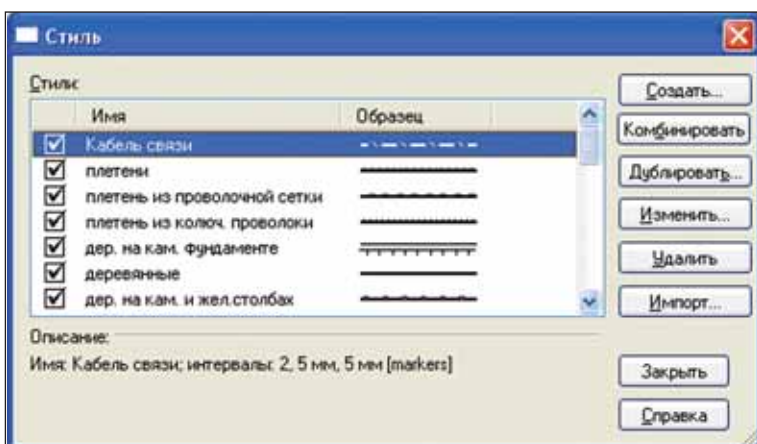 Стиль
Стили:
Имя Образец
Кабель связи
плетени
плетень из проволочной сетки
плетень из колюч. проволоки
дер. на кам. фундаменте
деревянные
дер. на кам. и жел.столбах
Создать...
Комбинировать
Дублировать...
Изменить...
Удалить
Импорт...
Описание:
Имя: Кабель связи; интервалы: 2, 5 мм, 5 мм [markers]
Закрыть
Справка